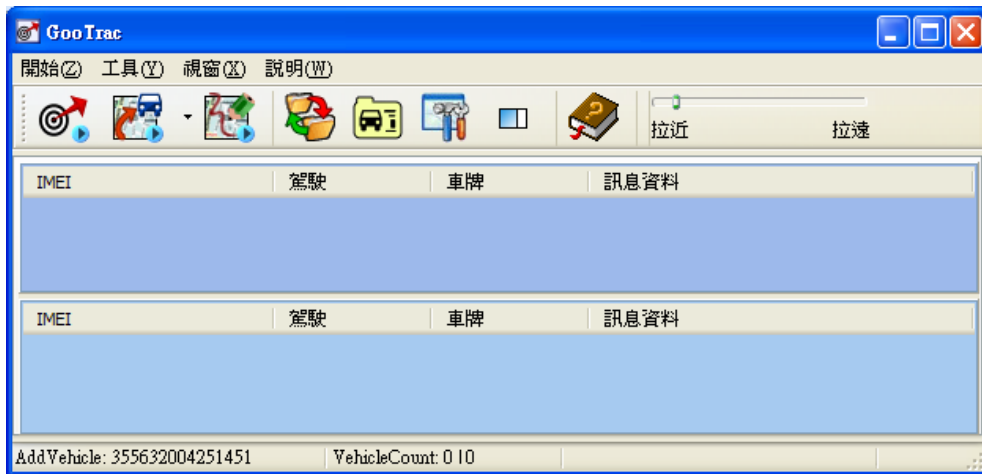 GooTrac
開始(Z) 工具(Y) 視窗(X) 説明(W)
拉近 拉遠
IMEI 駕駛 車牌 訊息資料
IMEI 駕駛 車牌 訊息資料
AddVehicle: 355632004251451 VehicleCount: 0 | 0